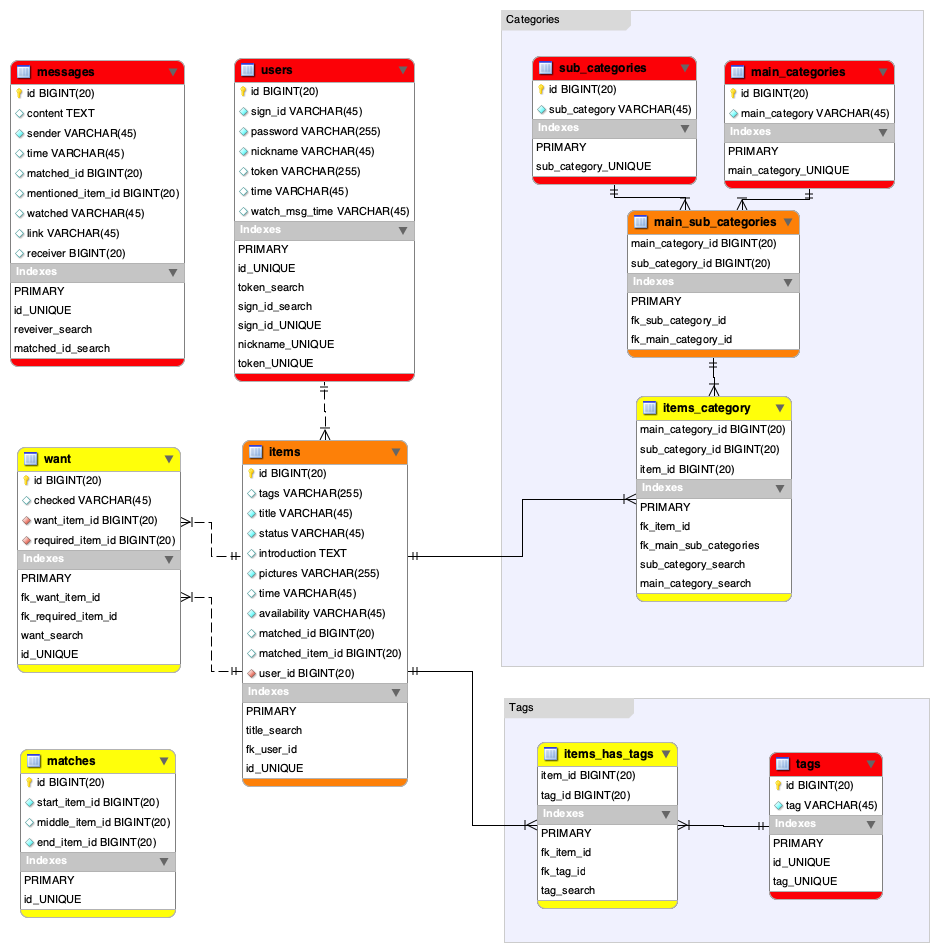 Categories
messages
id BIGINT(20)
content TEXT
sender VARCHAR(45)
time VARCHAR(45)
matched_id BIGINT(20)
mentioned_item_id BIGINT(20)
watched VARCHAR(45)
link VARCHAR(45)
receiver BIGINT(20)
Indexes
PRIMARY
id_UNIQUE
reveiver_search
matched_id_search
users
id BIGINT(20)
sign_id VARCHAR(45)
password VARCHAR(255)
nickname VARCHAR(45)
token VARCHAR(255)
time VARCHAR(45)
watch_msg_time VARCHAR(45)
Indexes
PRIMARY
id_UNIQUE
token_search
sign_id_search
sign_id_UNIQUE
nickname_UNIQUE
token_UNIQUE
sub_categories
id BIGINT(20)
sub_category VARCHAR(45)
Indexes
PRIMARY
sub_category_UNIQUE
main_categories
id BIGINT(20)
main_category VARCHAR(45)
Indexes
PRIMARY
main_category_UNIQUE
main_sub_categories
main_category_id BIGINT(20)
sub_category_id BIGINT(20)
Indexes
PRIMARY
fk_sub_category_id
fk_main_category_id
items_category
main_category_id BIGINT(20)
sub_category_id BIGINT(20)
item_id BIGINT(20)
Indexes
PRIMARY
fk_item_id
fk_main_sub_categories
sub_category_search
main_category_search
want
id BIGINT(20)
checked VARCHAR(45)
want_item_id BIGINT(20)
required_item_id BIGINT(20)
Indexes
PRIMARY
fk_want_item_id
fk_required_item_id
want_search
id_UNIQUE
items
id BIGINT(20)
tags VARCHAR(255)
title VARCHAR(45)
status VARCHAR(45)
introduction TEXT
pictures VARCHAR(255)
time VARCHAR(45)
availability VARCHAR(45)
matched_id BIGINT(20)
matched_item_id BIGINT(20)
user_id BIGINT(20)
Indexes
PRIMARY
title_search
fk_user_id
id_UNIQUE
matches
id BIGINT(20)
start_item_id BIGINT(20)
middle_item_id BIGINT(20)
end_item_id BIGINT(20)
Indexes
PRIMARY
id_UNIQUE
Tags
items_has_tags
item_id BIGINT(20)
tag_id BIGINT(20)
Indexes
PRIMARY
fk_item_id
fk_tag_id
tag_search
tags
id BIGINT(20)
tag VARCHAR(45)
Indexes
PRIMARY
id_UNIQUE
tag_UNIQUE